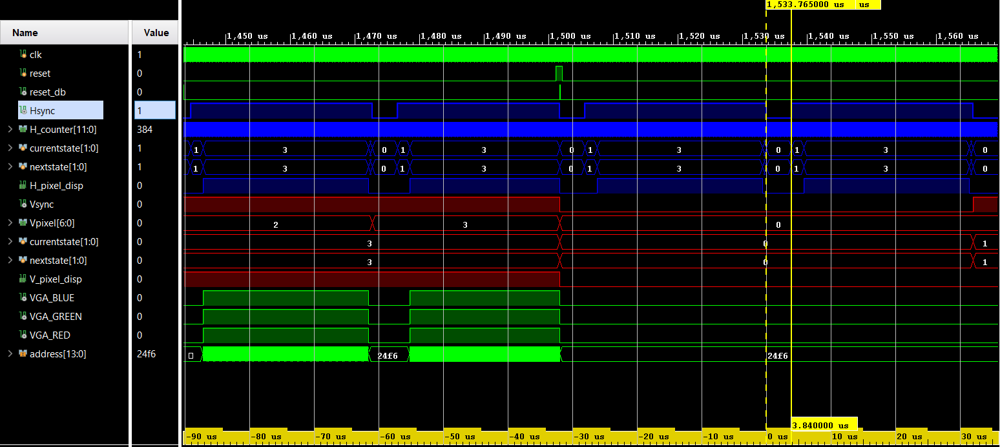 1,533.765000 us us
Name Value
1,450 us 1,460 us 1,470 us 1,480 us 1,490 us 1,500 us 1,510 us 1,520 us 1,530 us 1,540 us 1,550 us 1,560 us
clk 1
reset 0
reset_db 0
Hsync 1
H_counter[11:0] 384
currentstate[1:0] 1 1 3 0 1 3 0 1 3 0 1 3 0
nextstate[1:0] 1 1 3 0 1 3 0 1 3 0 1 3 0
H_pixel_disp 0
Vsync 0
Vpixel[6:0] 0 2 3 0
currentstate[1:0] 0 3 0 1
nextstate[1:0] 0 3 0 1
V_pixel_disp 0
VGA_BLUE 0
VGA_GREEN 0
VGA_RED 0
address[13:0] 24f6 24f6 24f6
3.840000 us
-90 us -80 us -70 us -60 us -50 us -40 us -30 us -20 us -10 us 0 us 10 us 20 us 30 us